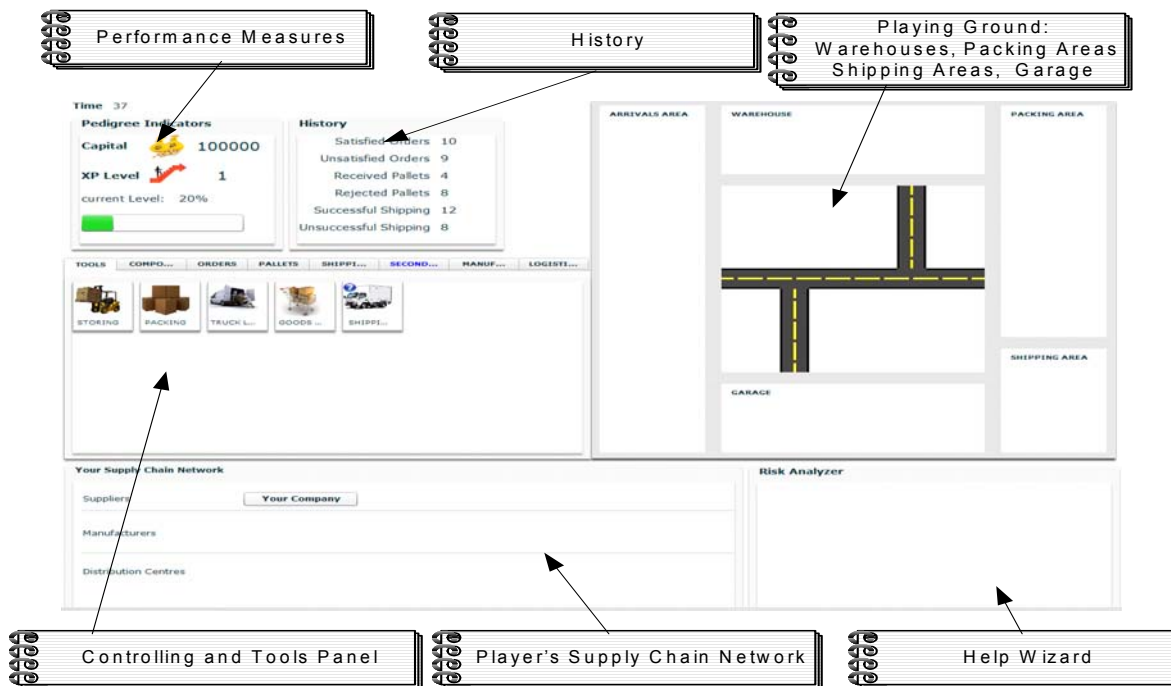 Performance Measures
History
Playing Ground:
Warehouses, Packing Areas
Shipping Areas, Garage
Time 37
Pedigree Indicators
Capital 100000
XP Level 1
current Level: 20%
History
Satisfied Orders 10
Unsatisfied Orders 9
Received Pallets 4
Rejected Pallets 8
Successful Shipping 12
Unsuccessful Shipping 8
ARRIVALS AREA
WAREHOUSE
PACKING AREA
SHIPPING AREA
GARAGE
TOOLS COMPO... ORDERS PALLETS SHIPPI... SECOND... MANUF... LOGISTI...
STORING PACKING TRUCK L... GOODS ... SHIPPI...
Your Supply Chain Network
Suppliers Your Company
Manufacturers
Distribution Centres
Risk Analyzer
Controlling and Tools Panel
Player's Supply Chain Network
Help Wizard